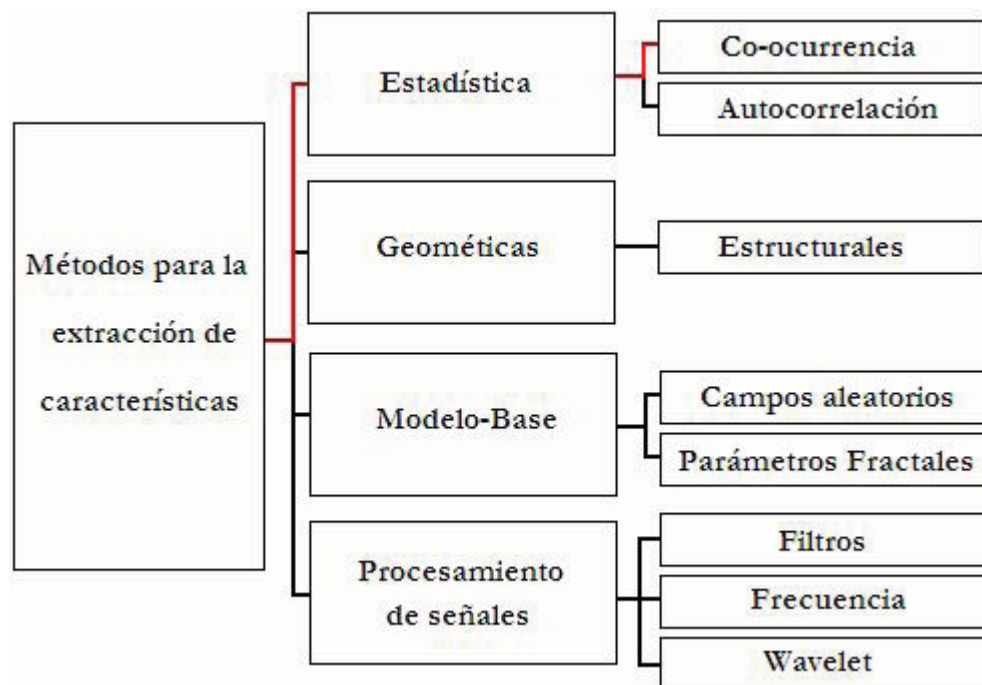 Métodos para la
extracción de
características
Estadística
Co-ocurrencia
Autocorrelación
Geométicas
Estructurales
Modelo-Base
Campos aleatorios
Parámetros Fractales
Procesamiento
de señales
Filtros
Frecuencia
Wavelet